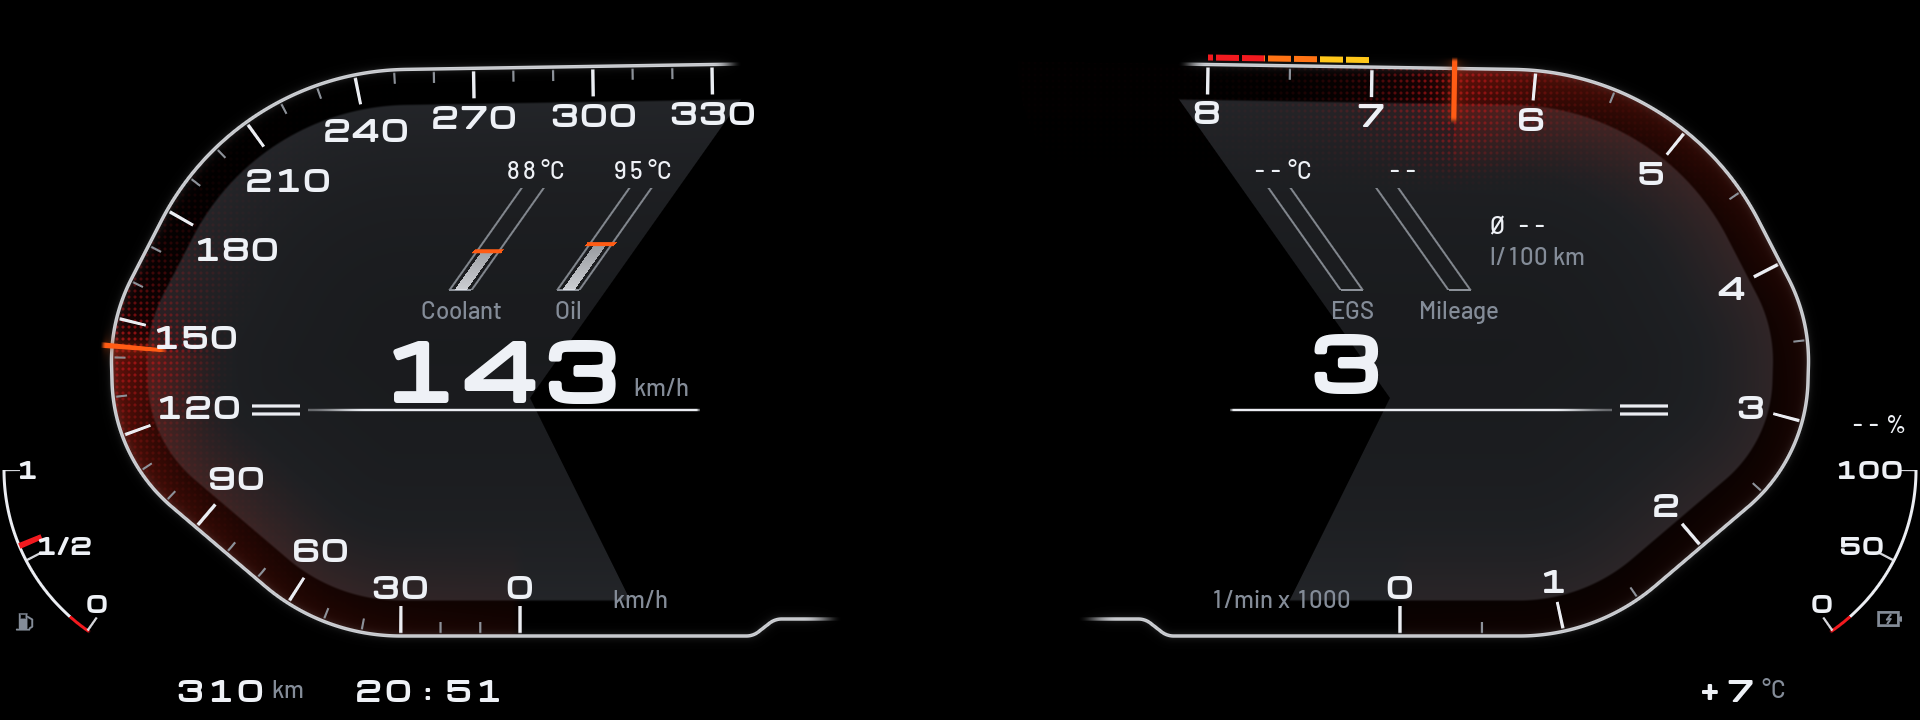 240 270 300 330
8 7 6
210
5
180
4
150
3
120
90
2
60
30 0 km/h
1/min x 1000 0 1
88 °C 95 °C
Coolant Oil
-- °C --
EGS Mileage
Ø --
l/100 km
143 km/h
3
1
1/2
0
-- %
100
50
0
310 km 20:51
+7 °C